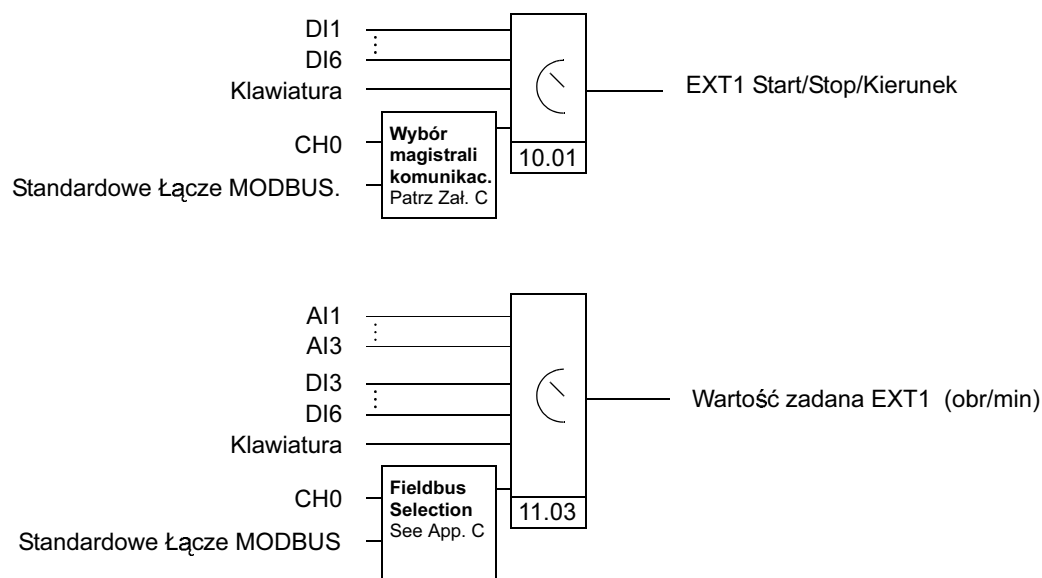 DI1
DI6
Klawiatura
EXT1 Start/Stop/Kierunek
CH0
Wybór
magistrali
komunikac.
Patrz Zał. C
10.01
Standardowe Łącze MODBUS.
AI1
AI3
DI3
DI6
Wartość zadana EXT1 (obr/min)
Klawiatura
CH0
Fieldbus
Selection
See App. C
11.03
Standardowe Łącze MODBUS